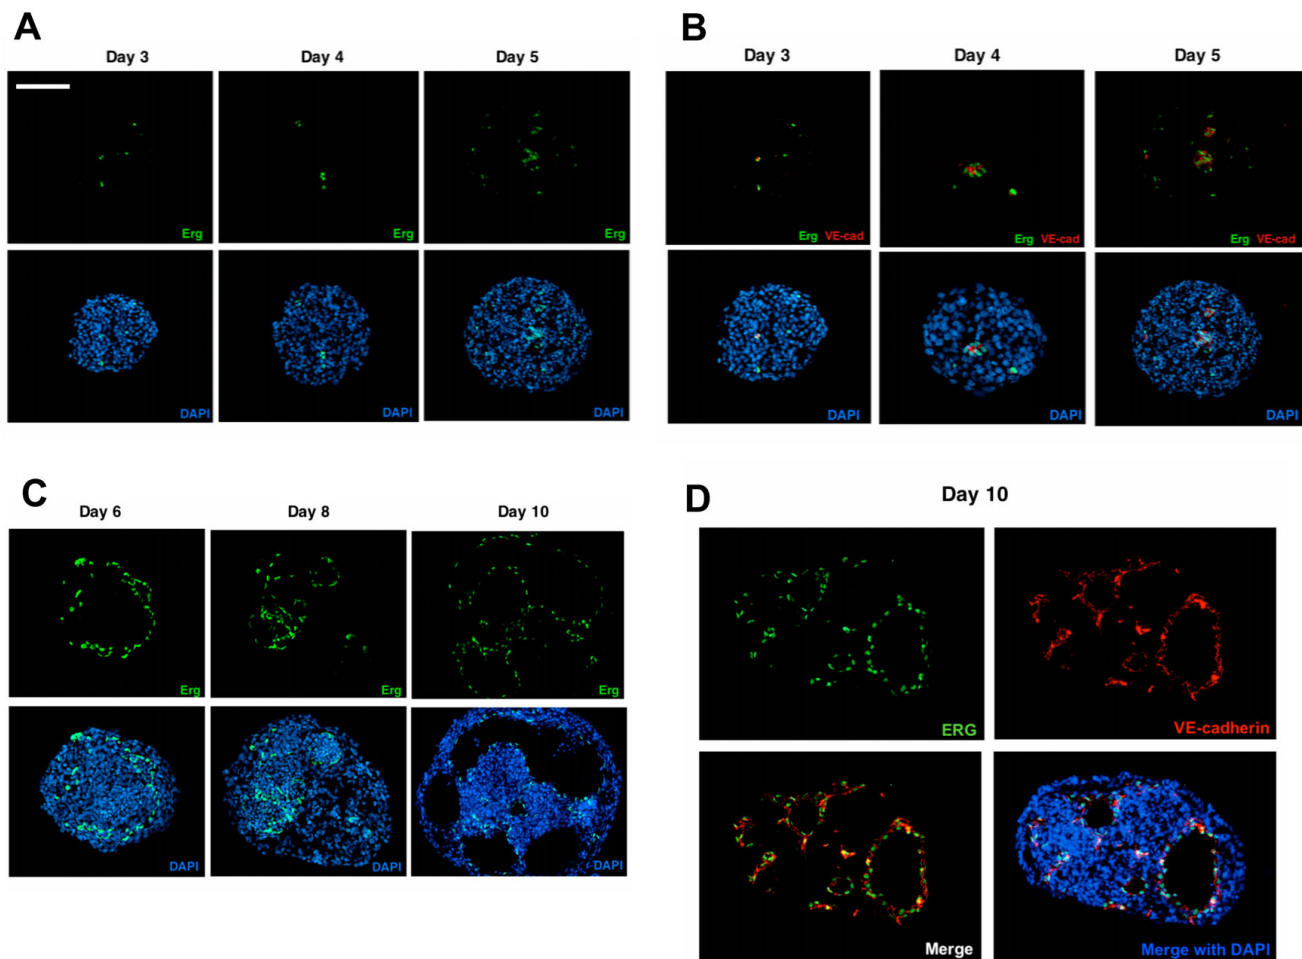 A
Day 3 Day 4 Day 5
Erg Erg Erg
DAPI DAPI DAPI
B
Day 3 Day 4 Day 5
Erg VE-cad Erg VE-cad Erg VE-cad
DAPI DAPI DAPI
C
Day 6 Day 8 Day 10
Erg Erg Erg
DAPI DAPI DAPI
D
Day 10
ERG VE-cadherin
Merge Merge with DAPI